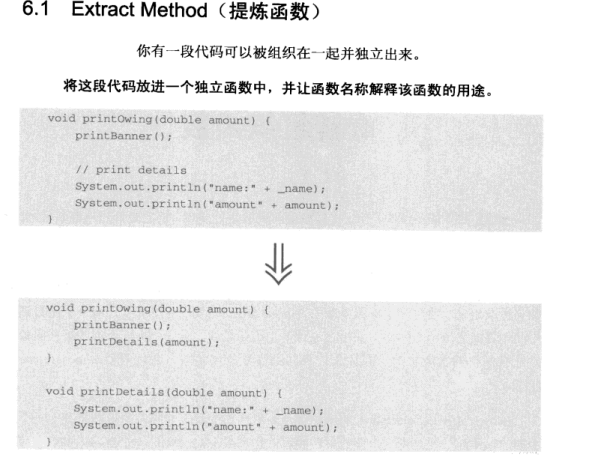 6.1 Extract Method（提炼函数）
你有一段代码可以被组织在一起并独立出来。
将这段代码放进一个独立函数中，并让函数名称解释该函数的用途。
void printOwing(double amount) {
printBanner();
// print details
System.out.println("name:" + _name);
System.out.println("amount" + amount);
}
void printOwing(double amount) {
printBanner();
printDetails(amount);
}
void printDetails(double amount) {
System.out.println("name:" + _name);
System.out.println("amount" + amount);
}